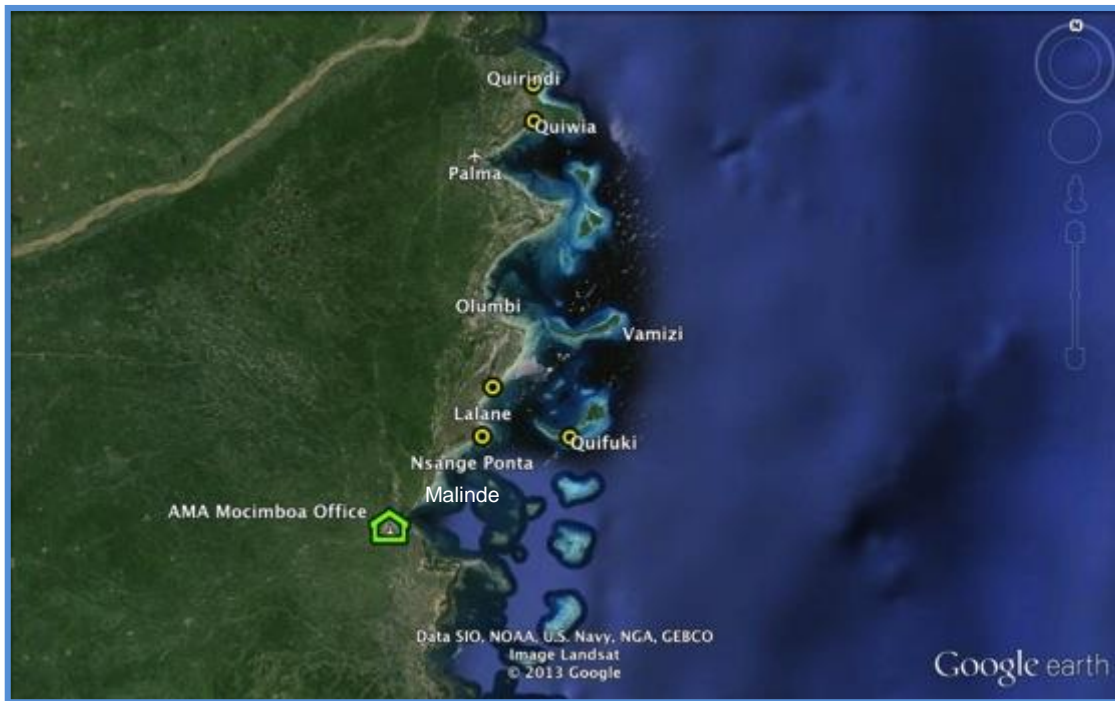 N
Quirindi
Quiwia
Palma
Olumbi
Vamizi
Lalane
Quifuki
Nsange Ponta
Malinde
AMA Mocimboa Office
Data SIO, NOAA, U.S. Navy, NGA, GEBCO
Image Landsat
© 2013 Google
Google earth